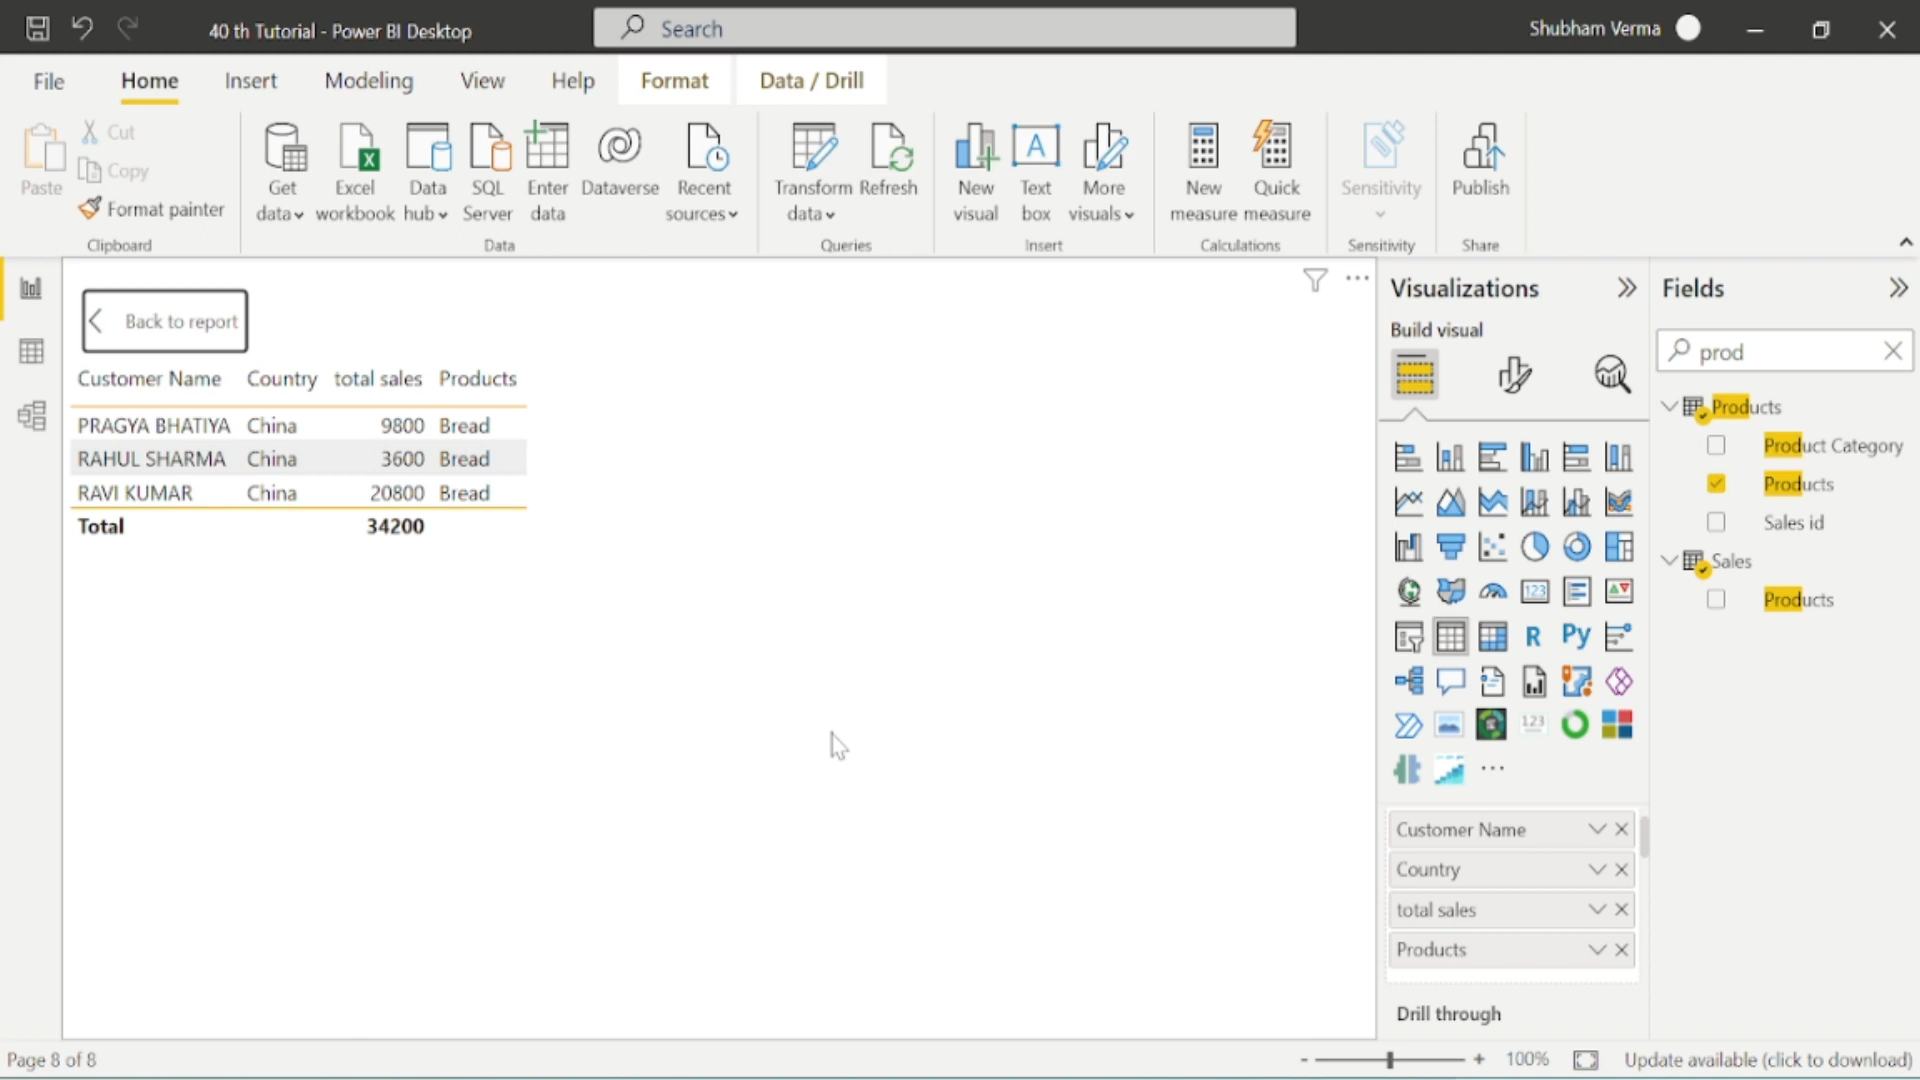 40 th Tutorial - Power BI Desktop
Search
Shubham Verma
File Home Insert Modeling View Help Format Data / Drill
Paste
Cut
Copy
Format painter
Clipboard
Get data
Excel workbook
Data hub
SQL Server
Enter data
Dataverse
Recent sources
Data
Transform data
Refresh
Queries
New visual
Text box
More visuals
Insert
New measure
Quick measure
Calculations
Sensitivity
Sensitivity
Publish
Share
Back to report
Customer Name Country total sales Products
PRAGYA BHATIYA China 9800 Bread
RAHUL SHARMA China 3600 Bread
RAVI KUMAR China 20800 Bread
Total 34200
Visualizations
Build visual
R
Py
123
123
Customer Name
Country
total sales
Products
Drill through
Fields
prod
Products
Product Category
Products
Sales id
Sales
Products
Page 8 of 8
- + 100%
Update available (click to download)